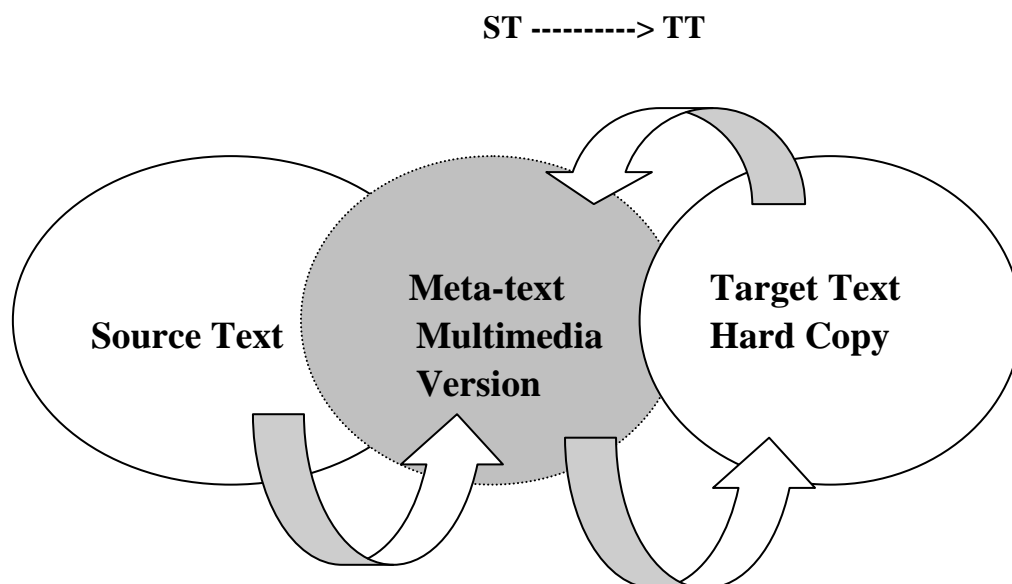 ST ----------> TT
Source Text
Meta-text
Multimedia
Version
Target Text
Hard Copy